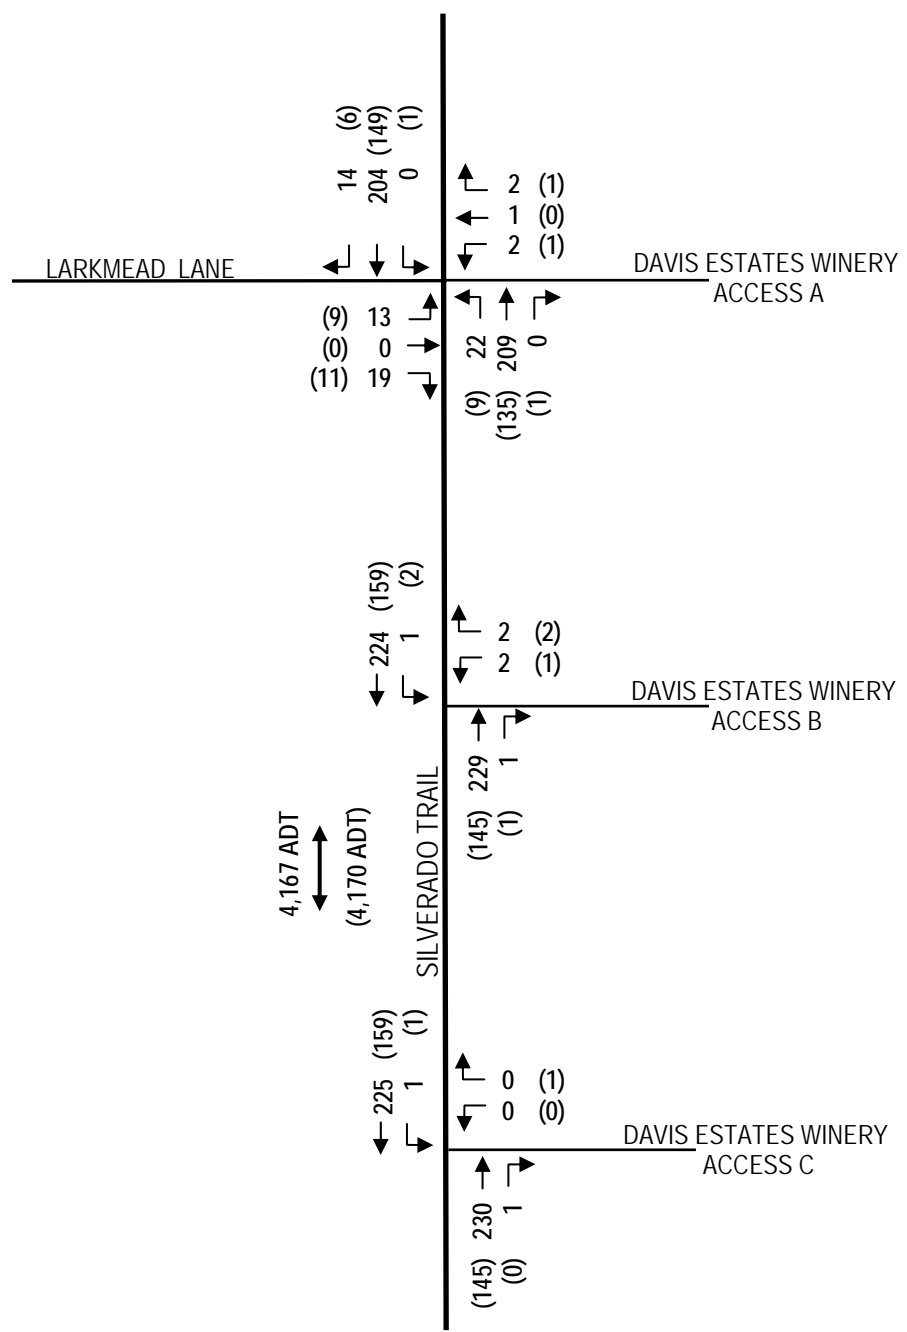 (6) (149) (1)
14 204 0
2 (1)
1 (0)
2 (1)
LARKMEAD LANE
DAVIS ESTATES WINERY
ACCESS A
(9) 13
(0) 0
(11) 19
22 209 0
(9) (135) (1)
(159) (2)
224 1
2 (2)
2 (1)
DAVIS ESTATES WINERY
ACCESS B
229 1
(145) (1)
4,167 ADT
(4,170 ADT)
SILVERADO TRAIL
(159) (1)
225 1
0 (1)
0 (0)
DAVIS ESTATES WINERY
ACCESS C
230 1
(145) (0)